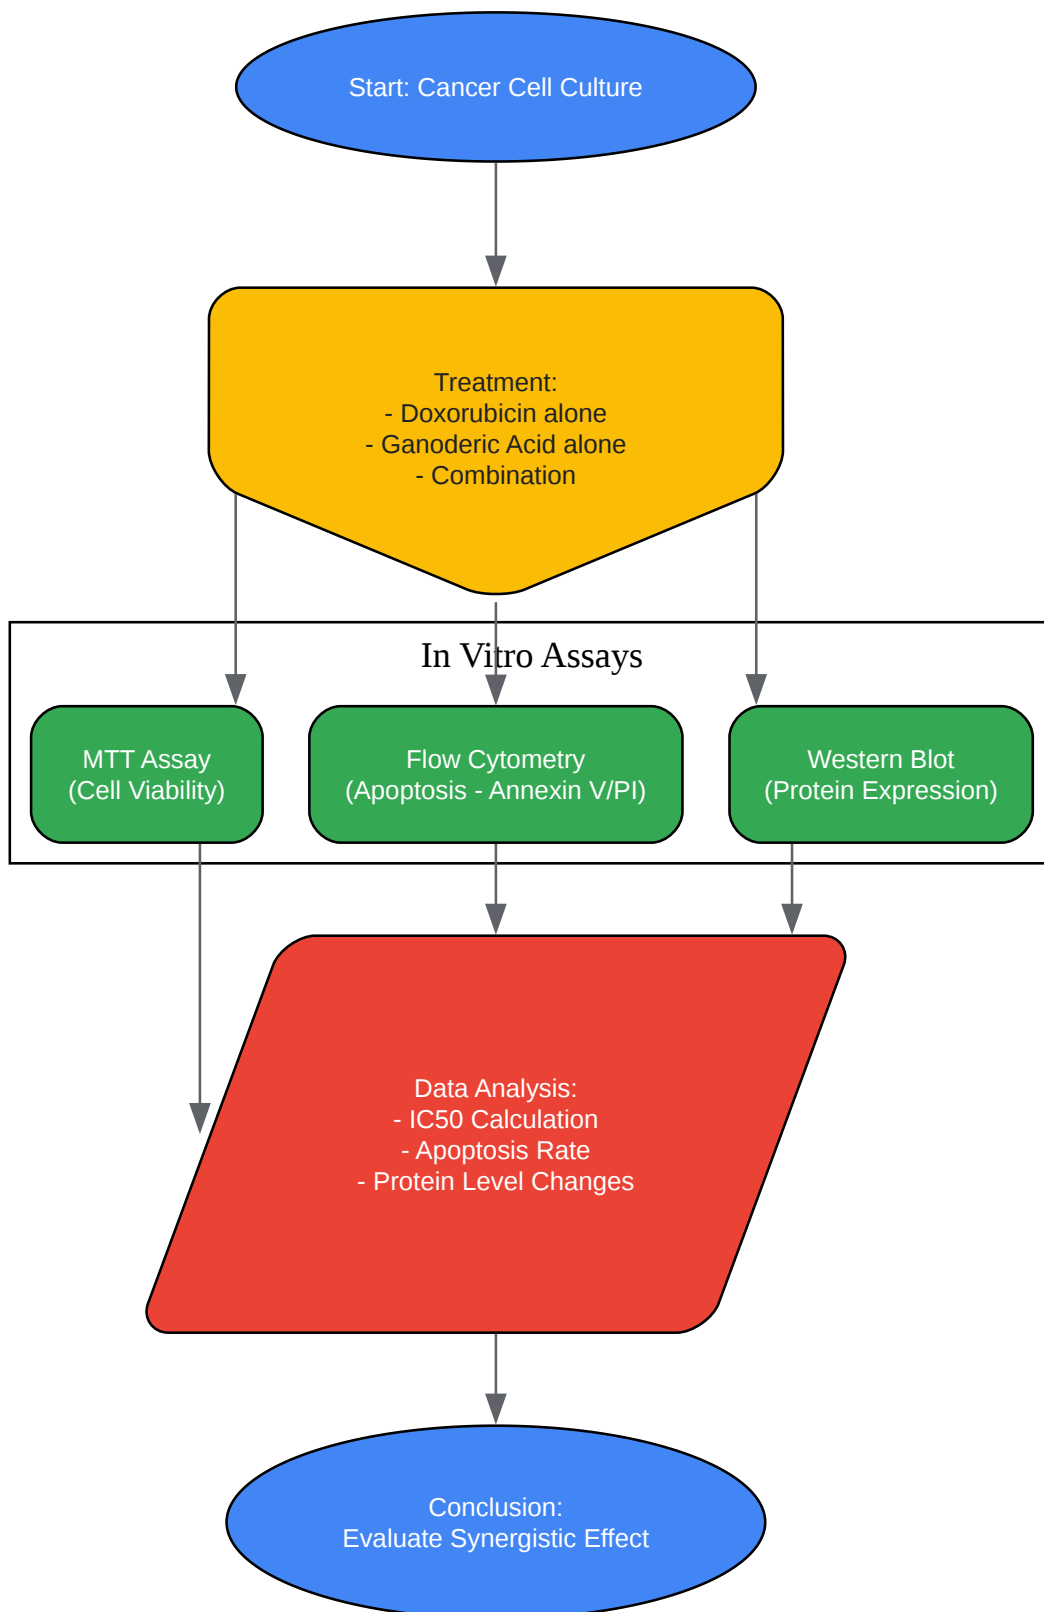 Start: Cancer Cell Culture
Treatment:
- Doxorubicin alone
- Ganoderic Acid alone
- Combination
In Vitro Assays
MTT Assay
(Cell Viability)
Flow Cytometry
(Apoptosis - Annexin V/PI)
Western Blot
(Protein Expression)
Data Analysis:
- IC50 Calculation
- Apoptosis Rate
- Protein Level Changes
Conclusion:
Evaluate Synergistic Effect